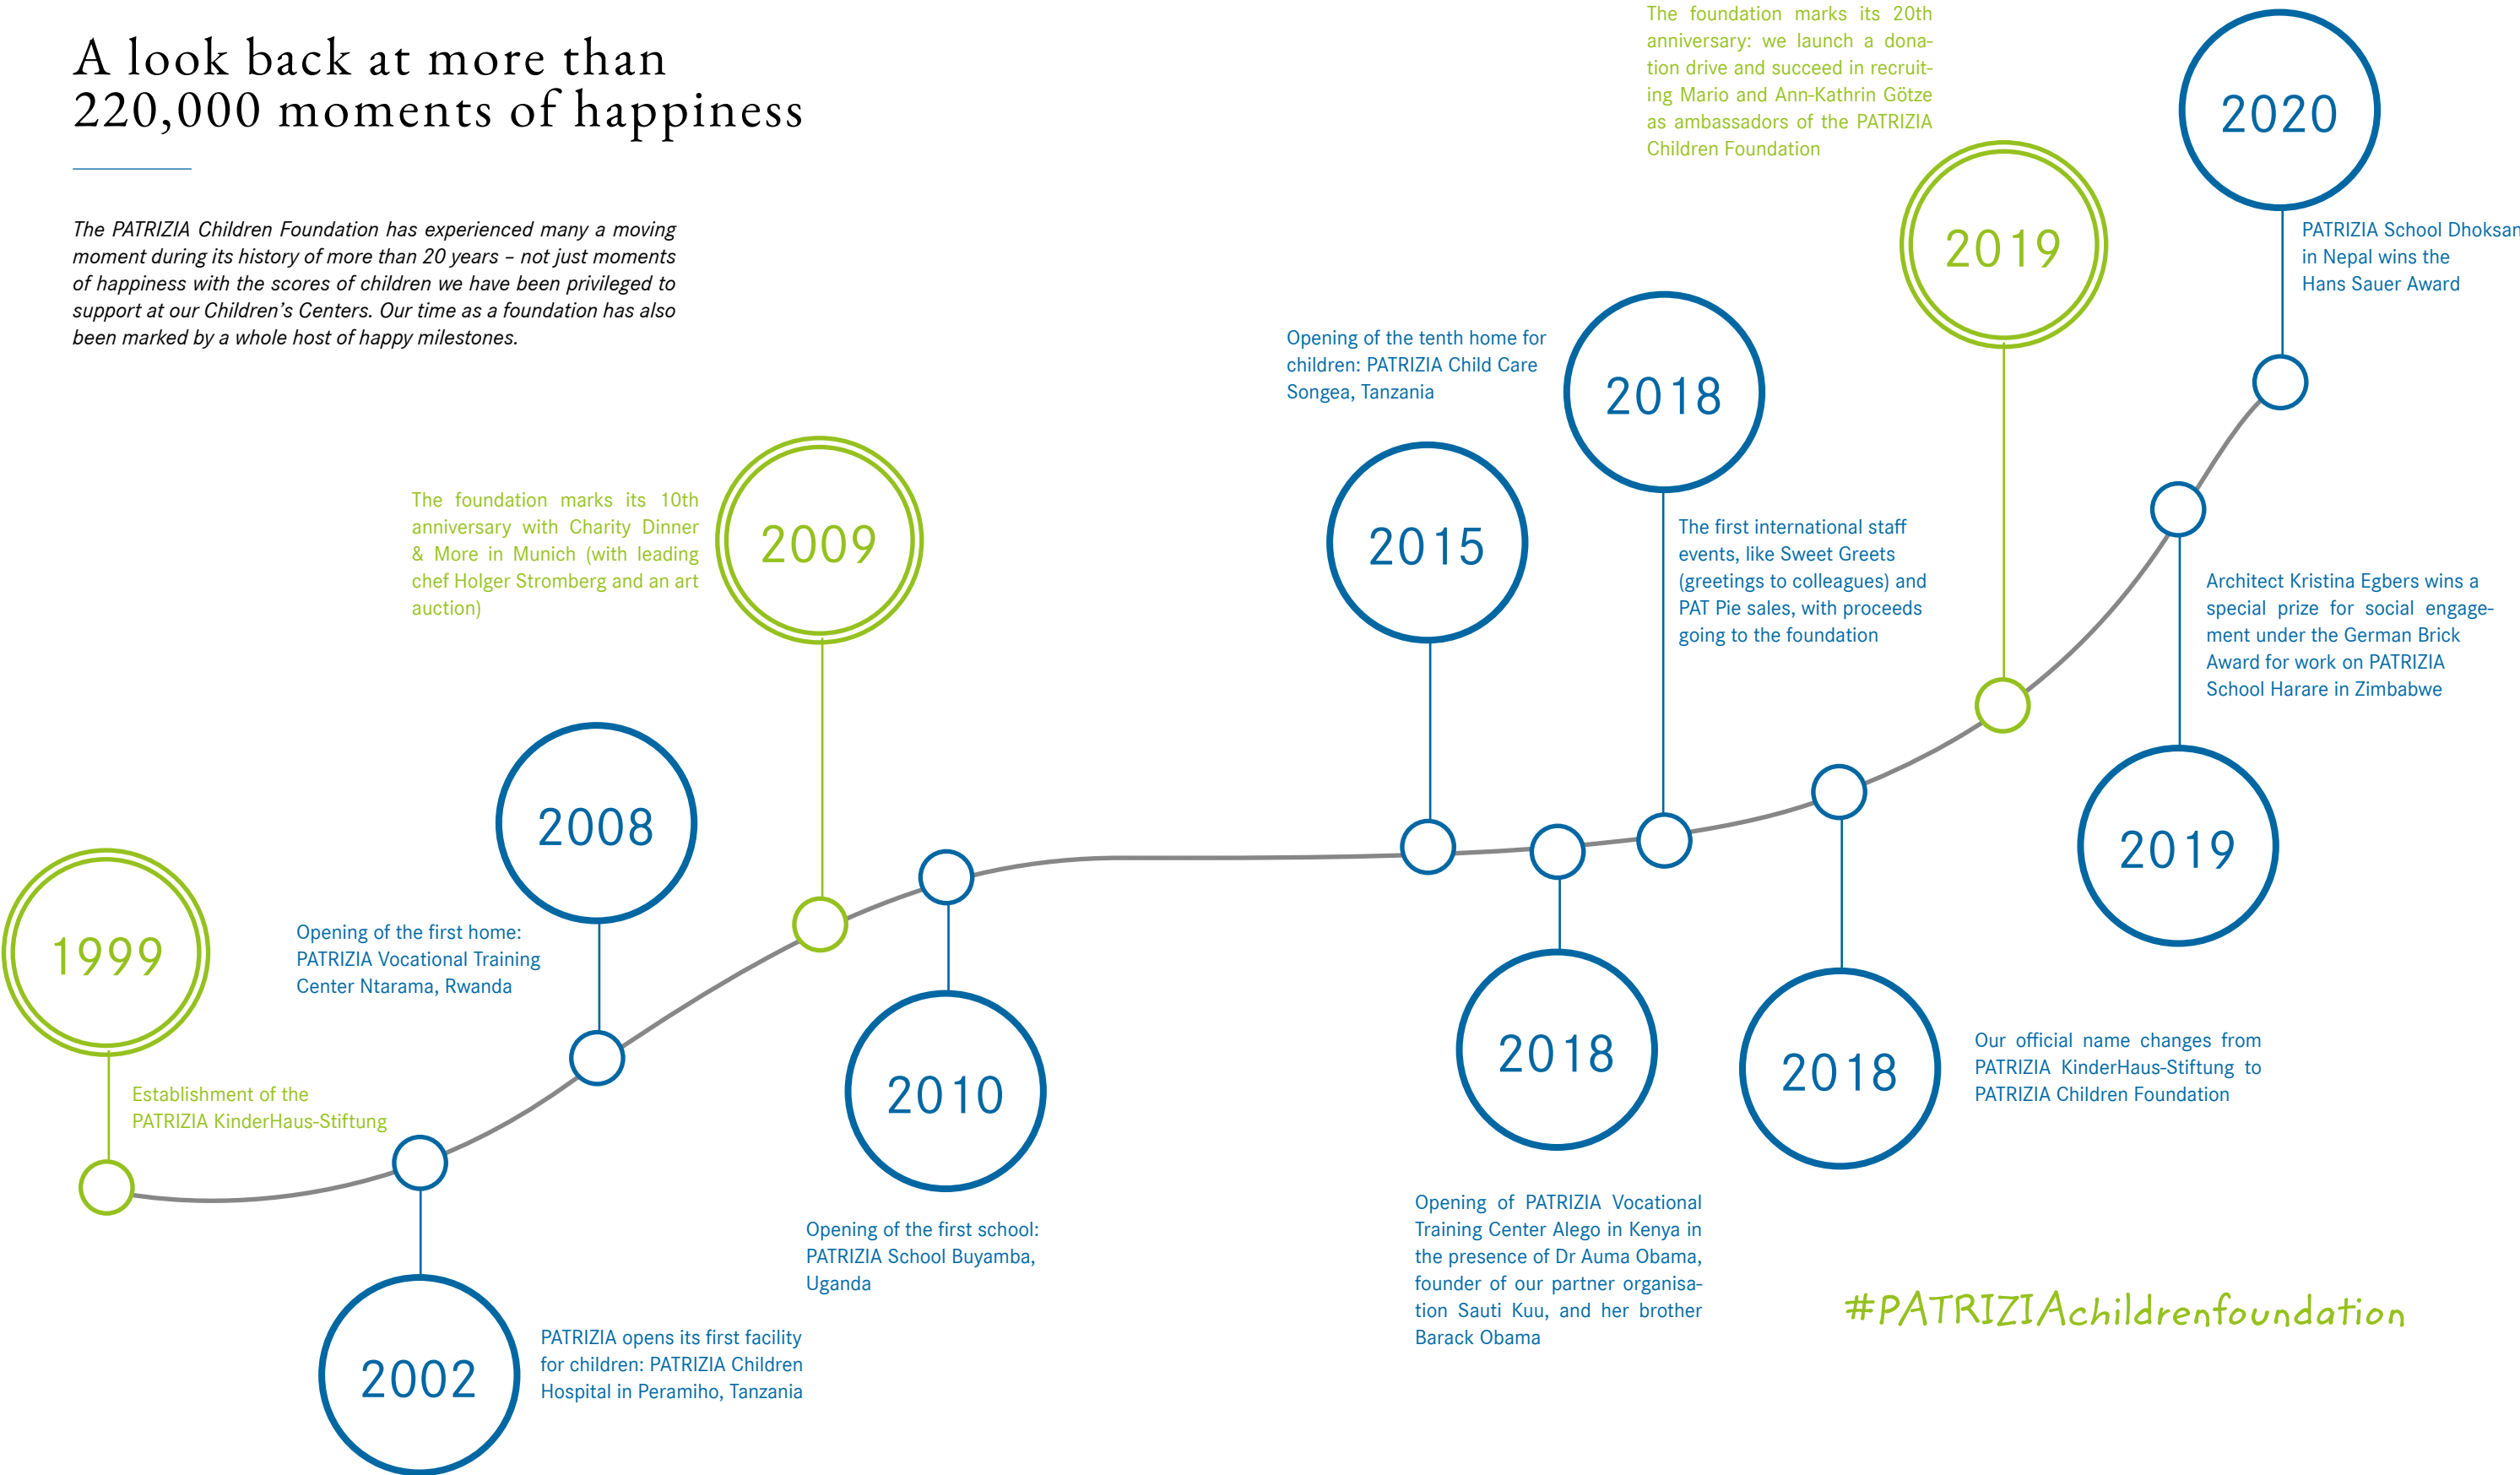 A look back at more than
220,000 moments of happiness
The PATRIZIA Children Foundation has experienced many a moving
moment during its history of more than 20 years – not just moments
of happiness with the scores of children we have been privileged to
support at our Children’s Centers. Our time as a foundation has also
been marked by a whole host of happy milestones.
1999
Establishment of the
PATRIZIA KinderHaus-Stiftung
2002
PATRIZIA opens its first facility
for children: PATRIZIA Children
Hospital in Peramiho, Tanzania
2008
Opening of the first home:
PATRIZIA Vocational Training
Center Ntarama, Rwanda
2009
The foundation marks its 10th
anniversary with Charity Dinner
& More in Munich (with leading
chef Holger Stromberg and an art
auction)
2010
Opening of the first school:
PATRIZIA School Buyamba,
Uganda
2015
Opening of the tenth home for
children: PATRIZIA Child Care
Songea, Tanzania
2018
Opening of PATRIZIA Vocational
Training Center Alego in Kenya in
the presence of Dr Auma Obama,
founder of our partner organisa-
tion Sauti Kuu, and her brother
Barack Obama
2018
The first international staff
events, like Sweet Greets
(greetings to colleagues) and
PAT Pie sales, with proceeds
going to the foundation
2018
Our official name changes from
PATRIZIA KinderHaus-Stiftung to
PATRIZIA Children Foundation
2019
The foundation marks its 20th
anniversary: we launch a dona-
tion drive and succeed in recruit-
ing Mario and Ann-Kathrin Götze
as ambassadors of the PATRIZIA
Children Foundation
2019
Architect Kristina Egbers wins a
special prize for social engage-
ment under the German Brick
Award for work on PATRIZIA
School Harare in Zimbabwe
2020
PATRIZIA School Dhoksan
in Nepal wins the
Hans Sauer Award
#PATRIZIAchildrenfoundation